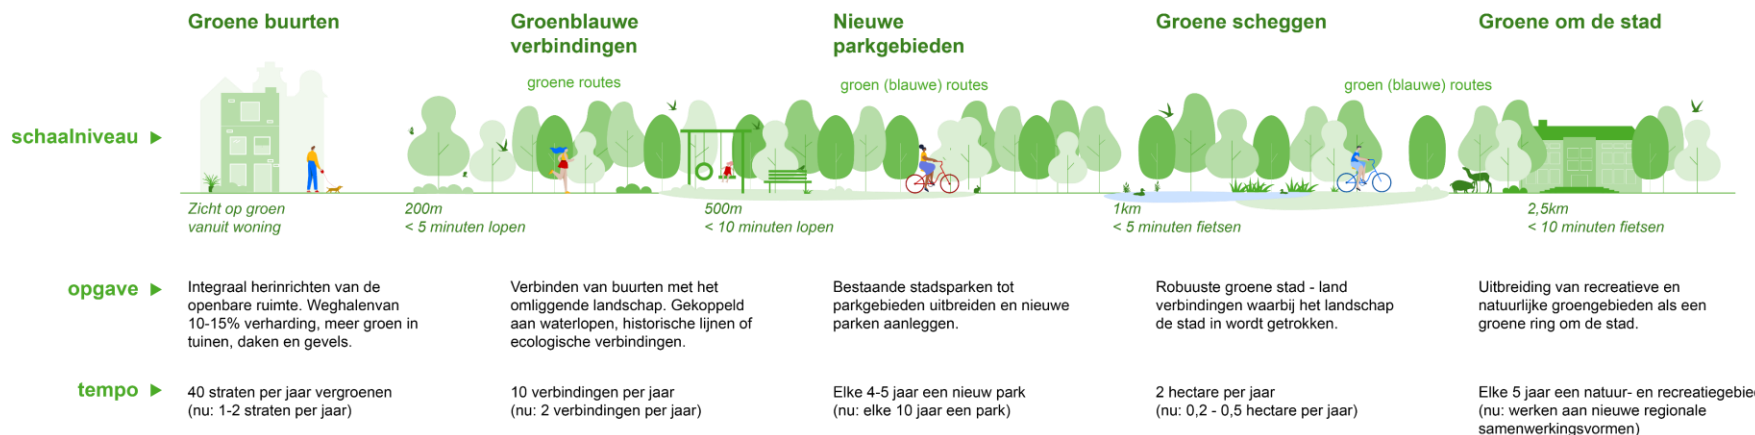 Groene buurten
Groenblauwe
verbindingen
Nieuwe
parkgebieden
Groene scheggen
Groene om de stad
groene routes
groen (blauwe) routes
groen (blauwe) routes
schaalniveau
Zicht op groen
vanuit woning
200m
< 5 minuten lopen
500m
< 10 minuten lopen
1km
< 5 minuten fietsen
2,5km
< 10 minuten fietsen
opgave
Integraal herinrichten van de
openbare ruimte. Weghalenvan
10-15% verharding, meer groen in
tuinen, daken en gevels.
Verbinden van buurten met het
omliggende landschap. Gekoppeld
aan waterlopen, historische lijnen of
ecologische verbindingen.
Bestaande stadsparken tot
parkgebieden uitbreiden en nieuwe
parken aanleggen.
Robuuste groene stad - land
verbindingen waarbij het landschap
de stad in wordt getrokken.
Uitbreiding van recreatieve en
natuurlijke groengebieden als een
groene ring om de stad.
tempo
40 straten per jaar vergroenen
(nu: 1-2 straten per jaar)
10 verbindingen per jaar
(nu: 2 verbindingen per jaar)
Elke 4-5 jaar een nieuw park
(nu: elke 10 jaar een park)
2 hectare per jaar
(nu: 0,2 - 0,5 hectare per jaar)
Elke 5 jaar een natuur- en recreatiegebie
(nu: werken aan nieuwe regionale
samenwerkingsvormen)